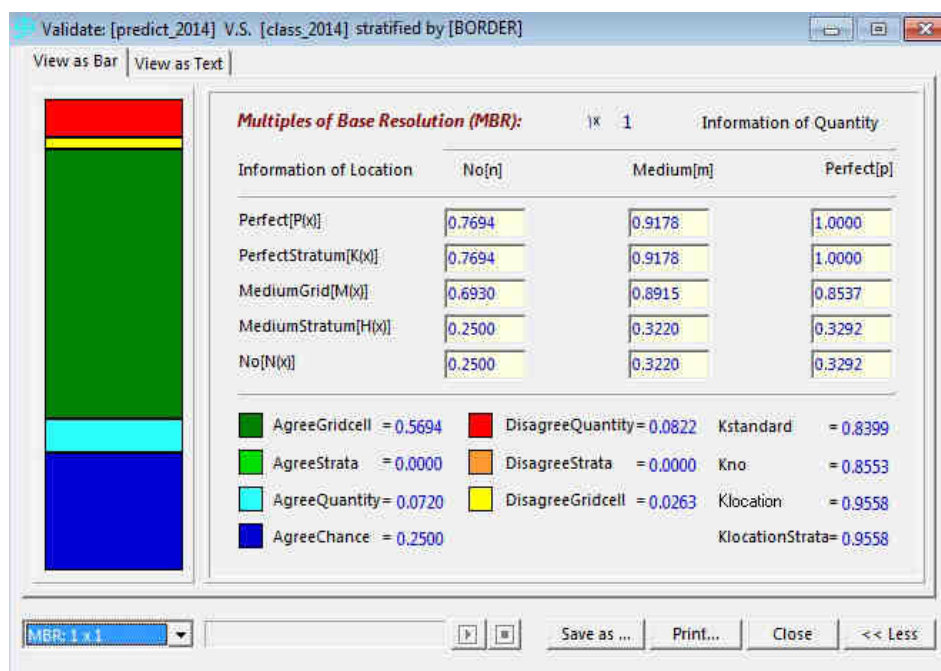 Validate: [predict_2014] V.S. [class_2014] stratified by [BORDER]
View as Bar View as Text
Multiples of Base Resolution (MBR): 1 Information of Quantity
Information of Location No[n] Medium[m] Perfect[p]
Perfect[P(x)] 0.7694 0.9178 1.0000
PerfectStratum[K(x)] 0.7694 0.9178 1.0000
MediumGrid[M(x)] 0.6930 0.8915 0.8537
MediumStratum[H(x)] 0.2500 0.3220 0.3292
No[N(x)] 0.2500 0.3220 0.3292
AgreeGridcell = 0.5694 DisagreeQuantity = 0.0822 Kstandard = 0.8399
AgreeStrata = 0.0000 DisagreeStrata = 0.0000 Kno = 0.8553
AgreeQuantity = 0.0720 DisagreeGridcell = 0.0263 Klocation = 0.9558
AgreeChance = 0.2500 KlocationStrata = 0.9558
MBR: 1 x 1 Save as ... Print... Close << Less